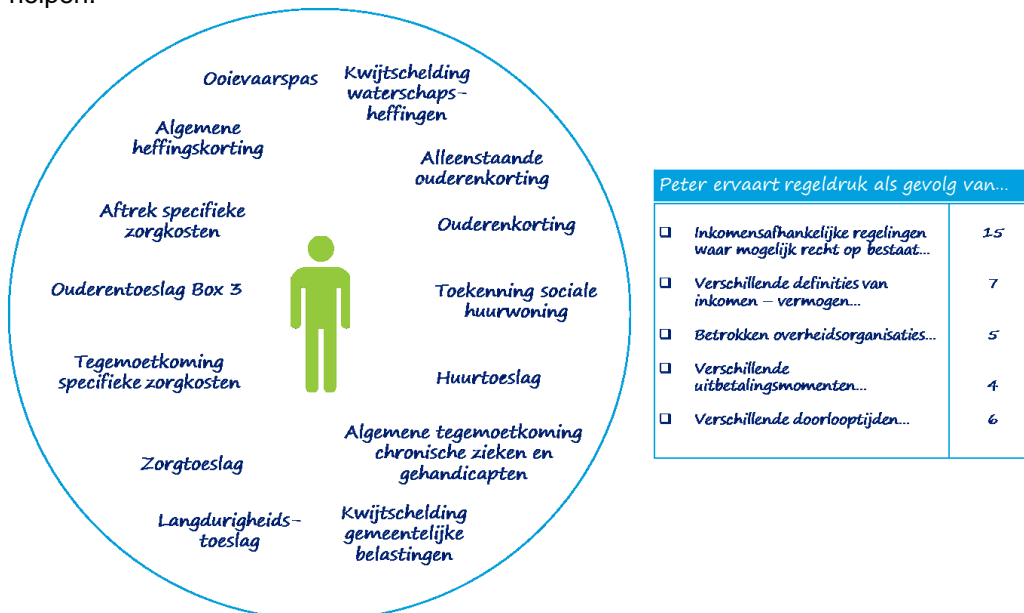 helpen.
Ooievaarspas
Kwijtschelding
waterschaps-
heffingen
Algemene
heffingskorting
Alleenstaande
ouderenkorting
Aftrek specifieke
zorgkosten
Ouderenkorting
Ouderentoeslag Box 3
Toekenning sociale
huurwoning
Tegemoetkoming
specifieke zorgkosten
Huurtoeslag
Algemene tegemoetkoming
chronische zieken en
gehandicapten
Zorgtoeslag
Langdurigheids-
toeslag
Kwijtschelding
gemeentelijke
belastingen
Peter ervaart regeldruk als gevolg van...
Inkomensafhankelijke regelingen
waar mogelijk recht op bestaat... 15
Verschillende definities van
inkomen – vermogen... 7
Betrokken overheidsorganisaties... 5
Verschillende
uitbetalingsmomenten... 4
Verschillende doorlooptijden... 6